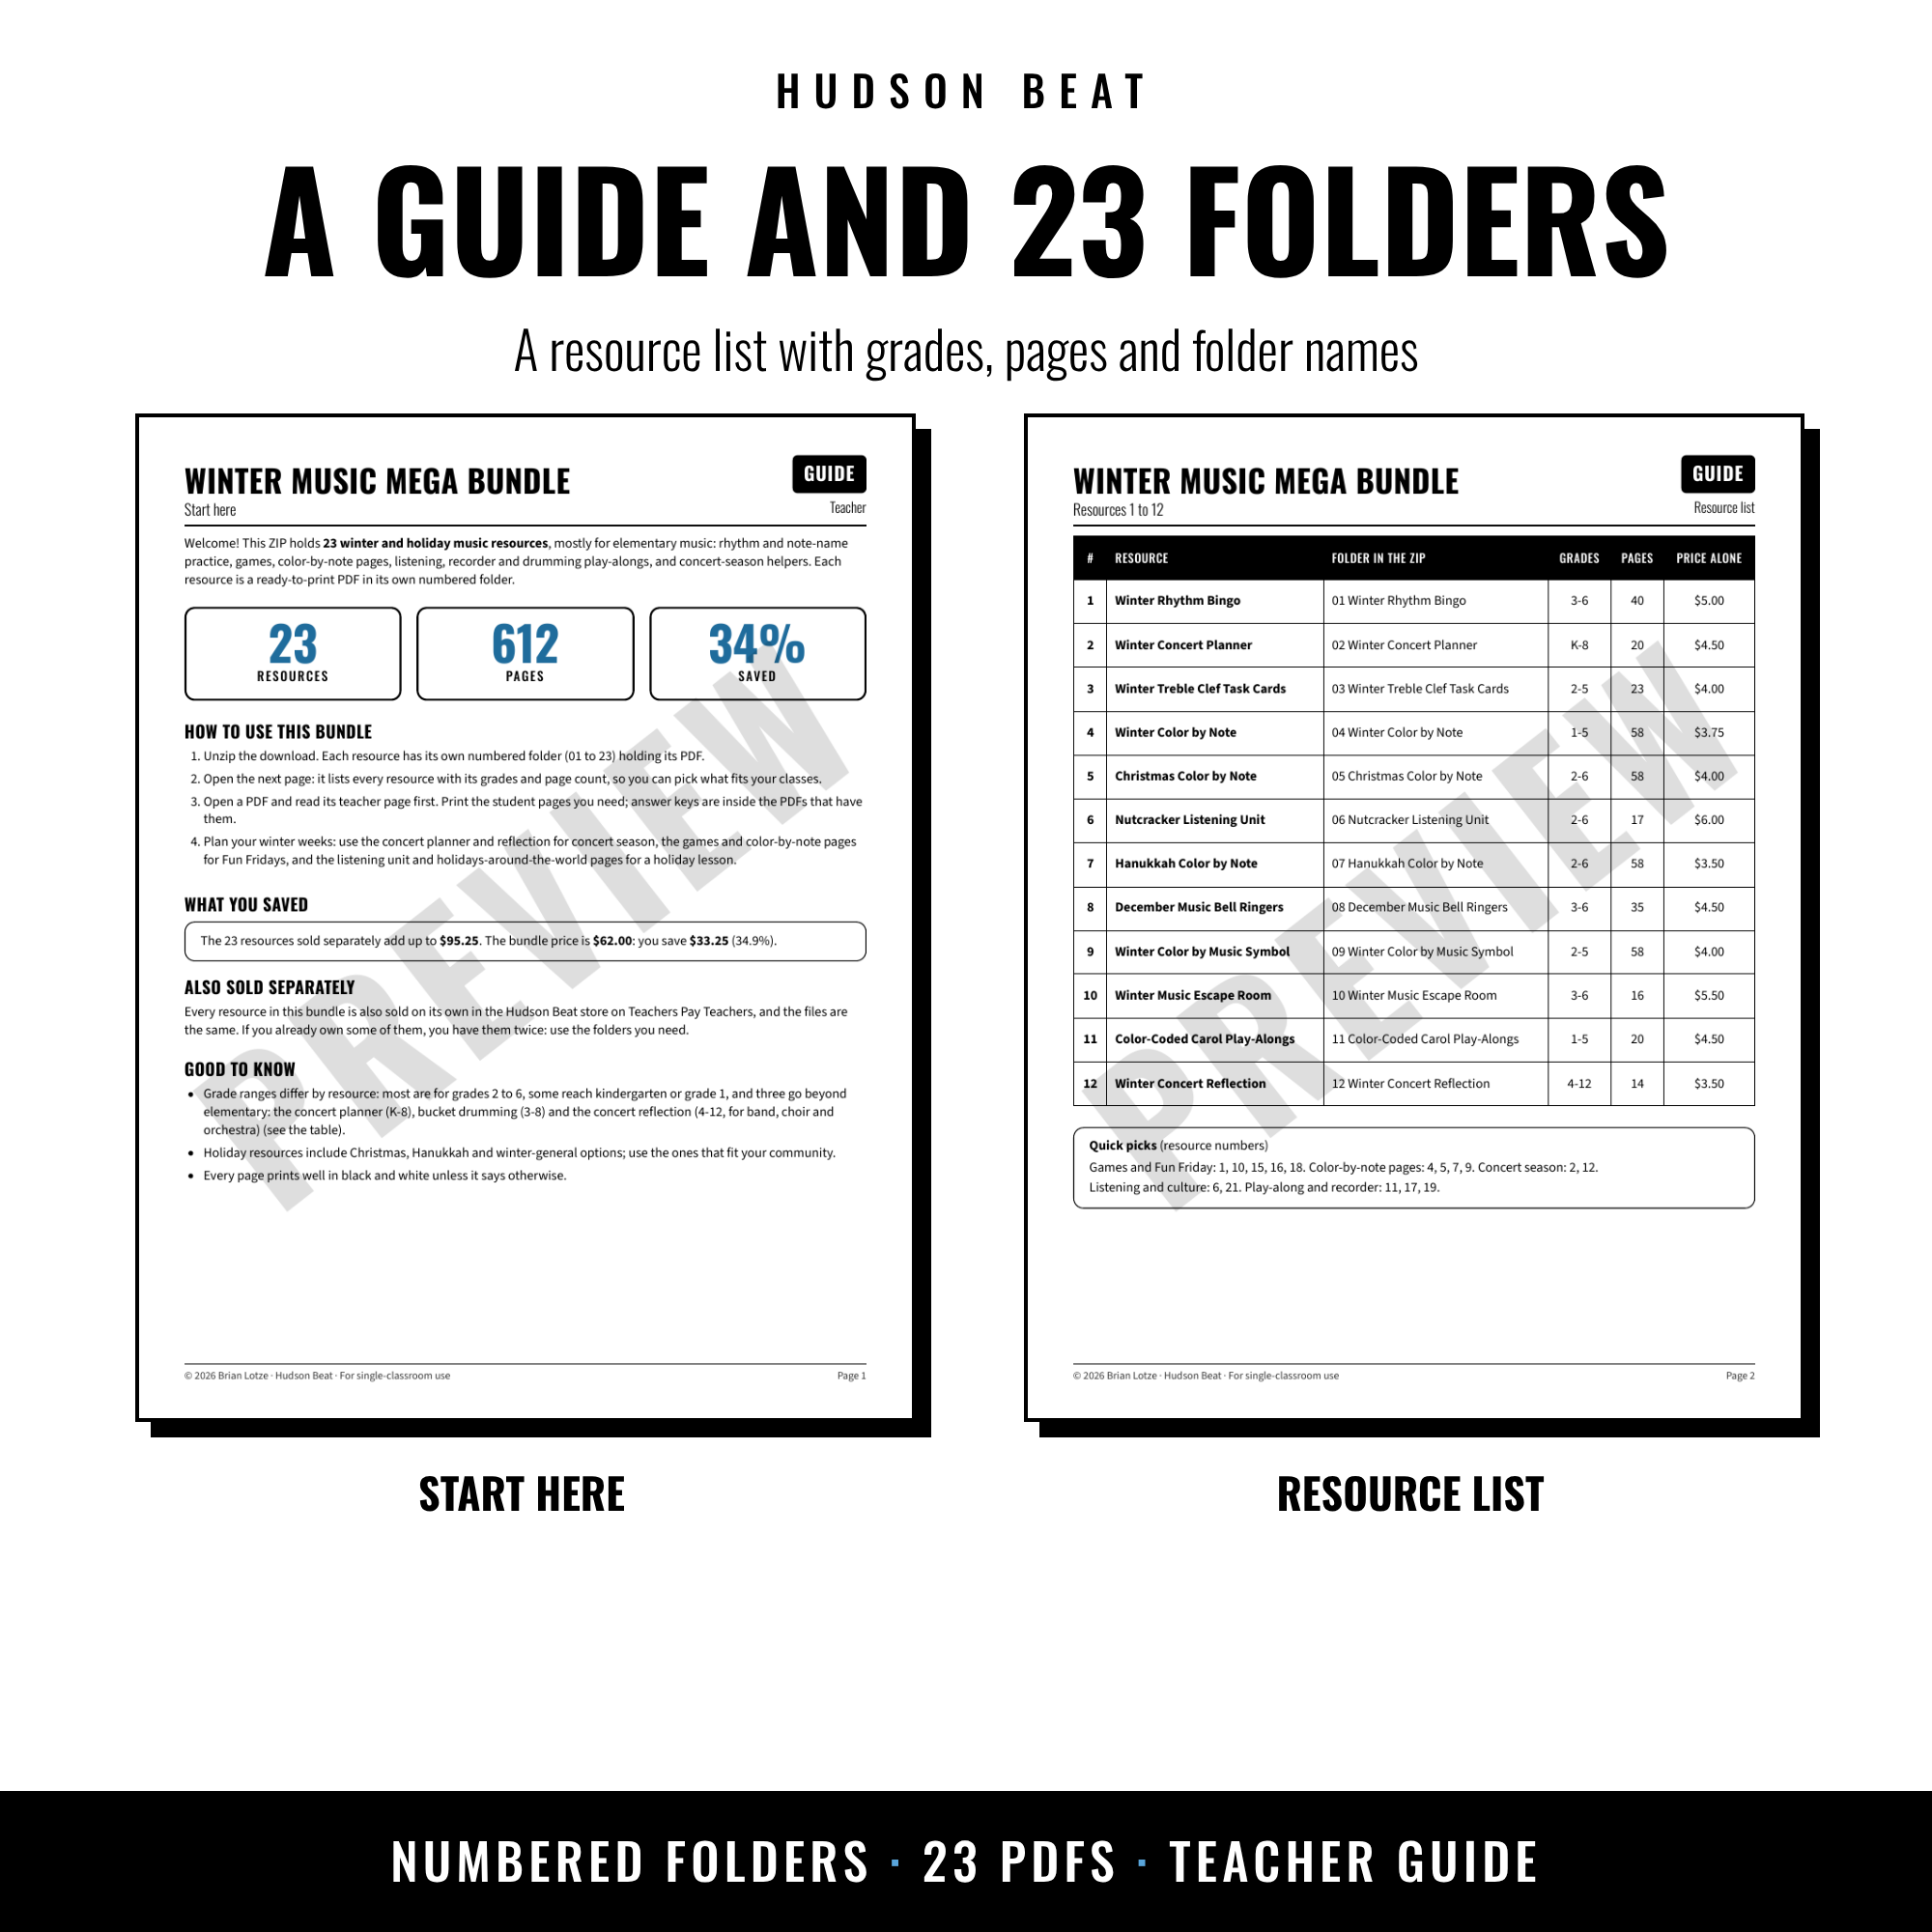 HUDSON BEAT
A GUIDE AND 23 FOLDERS
A resource list with grades, pages and folder names
WINTER MUSIC MEGA BUNDLE
GUIDE
Start here
Teacher
Welcome! This ZIP holds 23 winter and holiday music resources, mostly for elementary music: rhythm and note-name
practice, games, color-by-note pages, listening, recorder and drumming play-alongs, and concert-season helpers. Each
resource is a ready-to-print PDF in its own numbered folder.
23
RESOURCES
612
PAGES
34%
SAVED
HOW TO USE THIS BUNDLE
1. Unzip the download. Each resource has its own numbered folder (01 to 23) holding its PDF.
2. Open the next page: it lists every resource with its grades and page count, so you can pick what fits your classes.
3. Open a PDF and read its teacher page first. Print the student pages you need; answer keys are inside the PDFs that have
them.
4. Plan your winter weeks: use the concert planner and reflection for concert season, the games and color-by-note pages
for Fun Fridays, and the listening unit and holidays-around-the-world pages for a holiday lesson.
WHAT YOU SAVED
The 23 resources sold separately add up to $95.25. The bundle price is $62.00: you save $33.25 (34.9%).
ALSO SOLD SEPARATELY
Every resource in this bundle is also sold on its own in the Hudson Beat store on Teachers Pay Teachers, and the files are
the same. If you already own some of them, you have them twice: use the folders you need.
GOOD TO KNOW
• Grade ranges differ by resource: most are for grades 2 to 6, some reach kindergarten or grade 1, and three go beyond
elementary: the concert planner (K-8), bucket drumming (3-8) and the concert reflection (4-12, for band, choir and
orchestra) (see the table).
• Holiday resources include Christmas, Hanukkah and winter-general options; use the ones that fit your community.
• Every page prints well in black and white unless it says otherwise.
PREVIEW
© 2026 Brian Lotze · Hudson Beat · For single-classroom use
Page 1
START HERE
WINTER MUSIC MEGA BUNDLE
GUIDE
Resources 1 to 12
Resource list
# RESOURCE FOLDER IN THE ZIP GRADES PAGES PRICE ALONE
1 Winter Rhythm Bingo 01 Winter Rhythm Bingo 3-6 40 $5.00
2 Winter Concert Planner 02 Winter Concert Planner K-8 20 $4.50
3 Winter Treble Clef Task Cards 03 Winter Treble Clef Task Cards 2-5 23 $4.00
4 Winter Color by Note 04 Winter Color by Note 1-5 58 $3.75
5 Christmas Color by Note 05 Christmas Color by Note 2-6 58 $4.00
6 Nutcracker Listening Unit 06 Nutcracker Listening Unit 2-6 17 $6.00
7 Hanukkah Color by Note 07 Hanukkah Color by Note 2-6 58 $3.50
8 December Music Bell Ringers 08 December Music Bell Ringers 3-6 35 $4.50
9 Winter Color by Music Symbol 09 Winter Color by Music Symbol 2-5 58 $4.00
10 Winter Music Escape Room 10 Winter Music Escape Room 3-6 16 $5.50
11 Color-Coded Carol Play-Alongs 11 Color-Coded Carol Play-Alongs 1-5 20 $4.50
12 Winter Concert Reflection 12 Winter Concert Reflection 4-12 14 $3.50
Quick picks (resource numbers)
Games and Fun Friday: 1, 10, 15, 16, 18. Color-by-note pages: 4, 5, 7, 9. Concert season: 2, 12.
Listening and culture: 6, 21. Play-along and recorder: 11, 17, 19.
PREVIEW
© 2026 Brian Lotze · Hudson Beat · For single-classroom use
Page 2
RESOURCE LIST
NUMBERED FOLDERS · 23 PDFS · TEACHER GUIDE